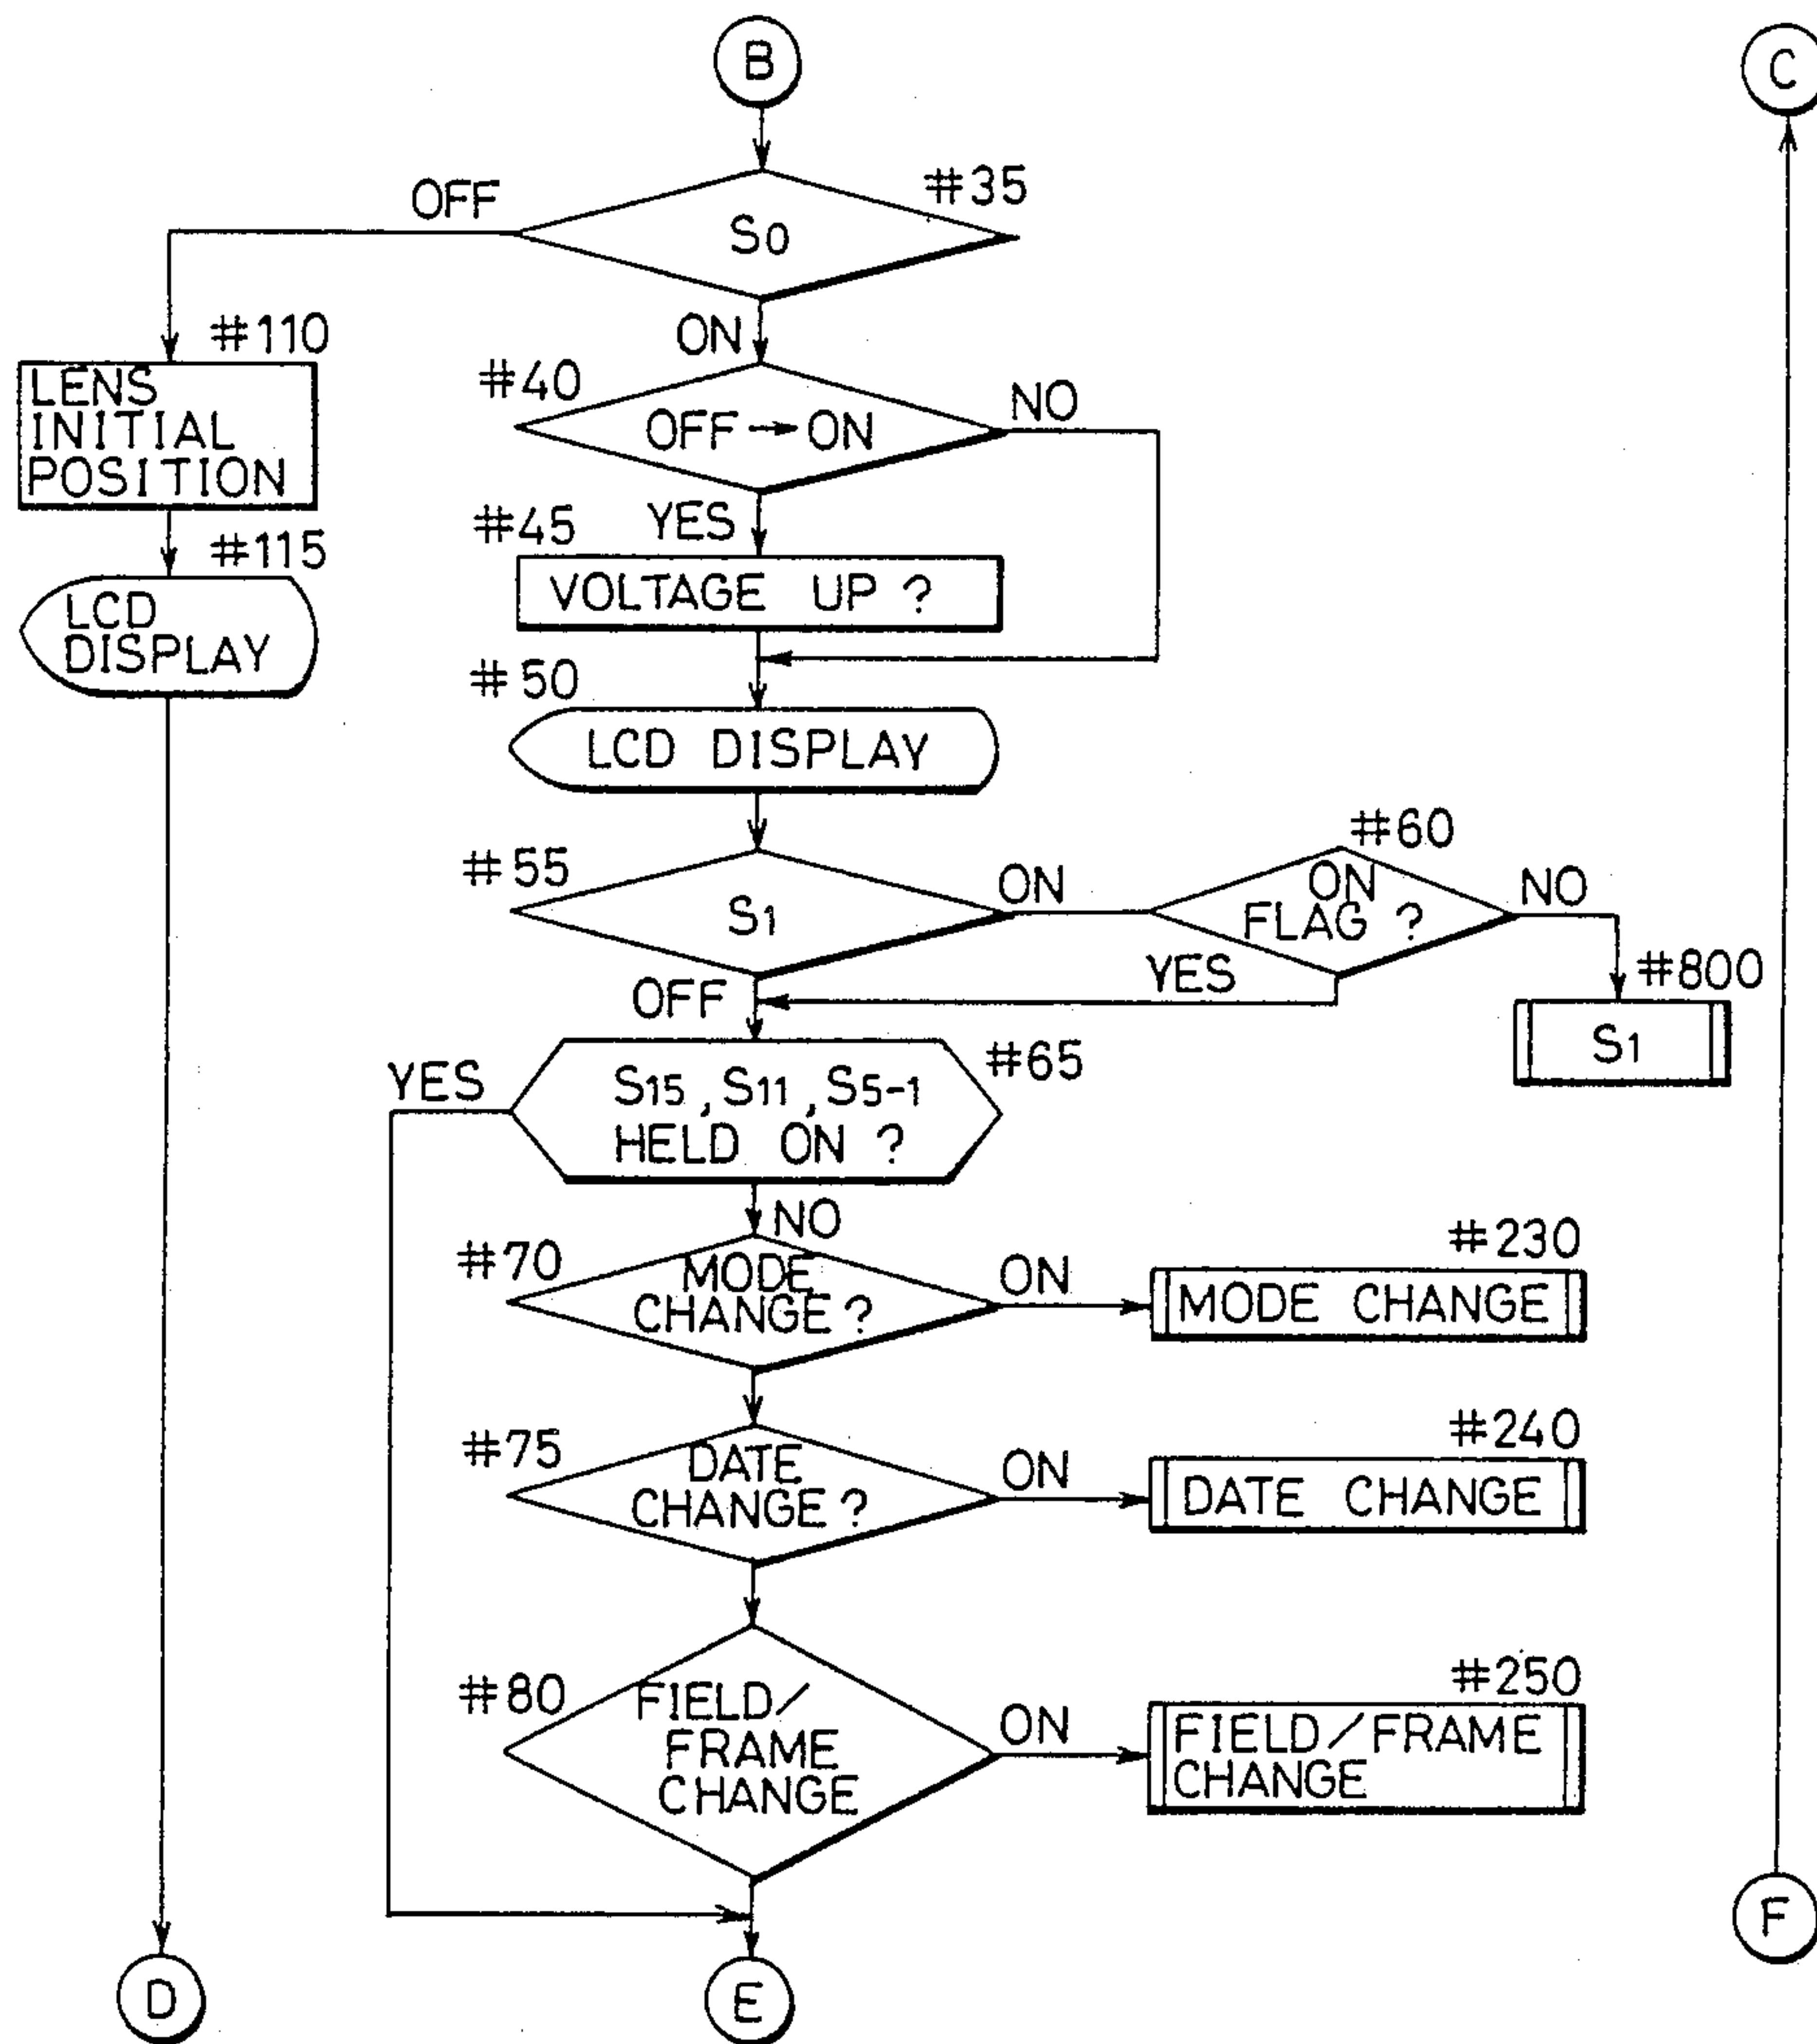 B
C
#35
OFF
S0
#110
ON
LENS
INITIAL
POSITION
#40
OFF→ON
NO
#115
#45
YES
VOLTAGE UP ?
LCD
DISPLAY
#50
LCD DISPLAY
#60
#55
S1
ON
ON
FLAG ?
NO
YES
OFF
#800
S1
#65
YES
S15, S11, S5-1
HELD ON ?
NO
#70
MODE
CHANGE ?
ON
#230
MODE CHANGE
#75
DATE
CHANGE ?
ON
#240
DATE CHANGE
#80
FIELD/
FRAME
CHANGE
ON
#250
FIELD/FRAME
CHANGE
F
D
E